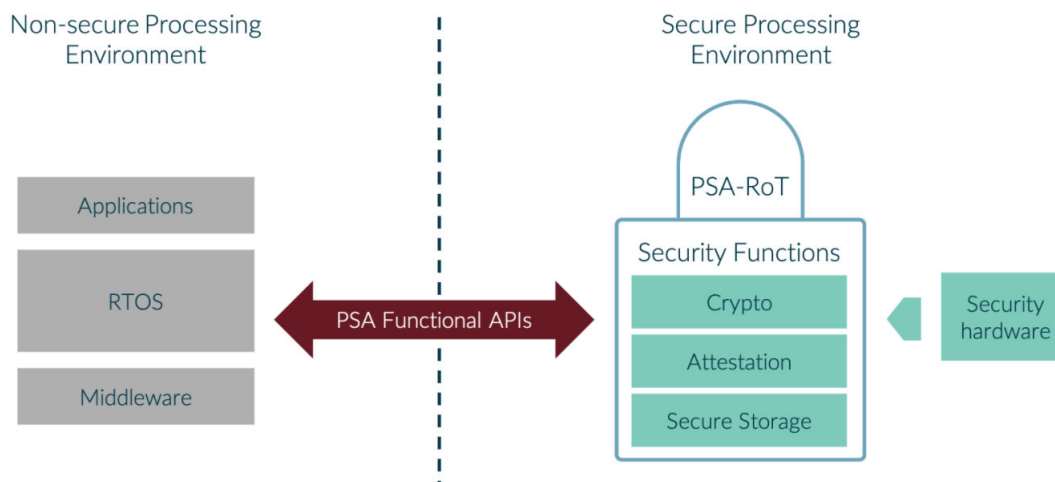 Non-secure Processing
Environment
Secure Processing
Environment
Applications
RTOS
Middleware
PSA Functional APIs
PSA-RoT
Security Functions
Crypto
Attestation
Secure Storage
Security
hardware